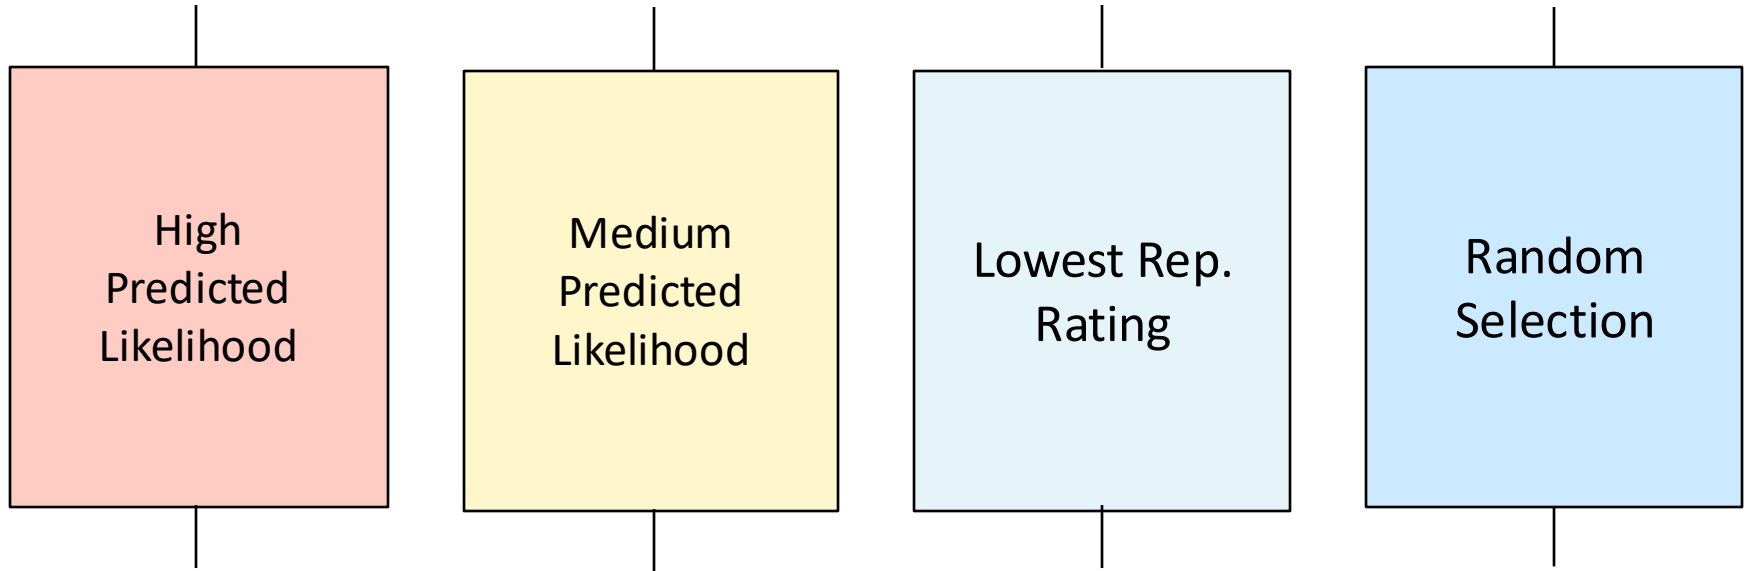 High
Predicted
Likelihood
Medium
Predicted
Likelihood
Lowest Rep.
Rating
Random
Selection